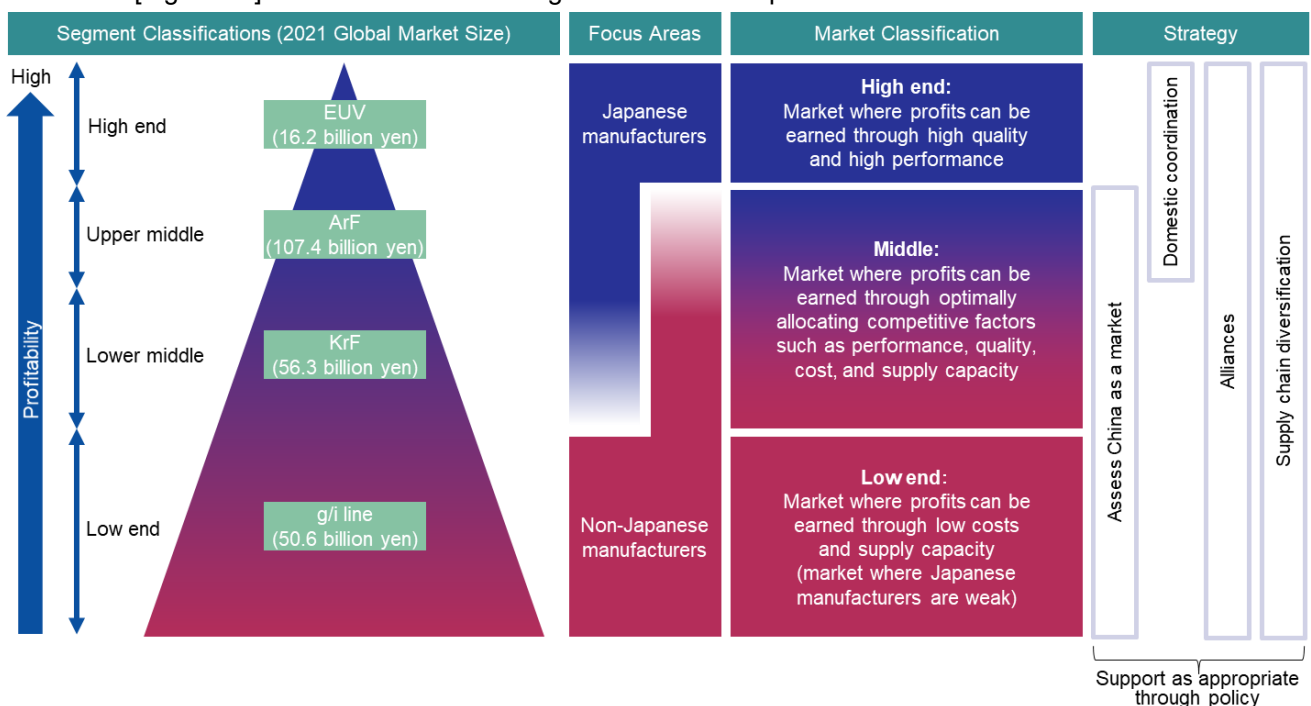 Segment Classifications (2021 Global Market Size)
Focus Areas
Market Classification
Strategy
High
Profitability
High end
Upper middle
Lower middle
Low end
EUV
(16.2 billion yen)
ArF
(107.4 billion yen)
KrF
(56.3 billion yen)
g/i line
(50.6 billion yen)
Japanese
manufacturers
Non-Japanese
manufacturers
High end:
Market where profits can be
earned through high quality
and high performance
Middle:
Market where profits can be
earned through optimally
allocating competitive factors
such as performance, quality,
cost, and supply capacity
Low end:
Market where profits can be
earned through low costs
and supply capacity
(market where Japanese
manufacturers are weak)
Assess China as a market
Domestic coordination
Alliances
Supply chain diversification
Support as appropriate
through policy